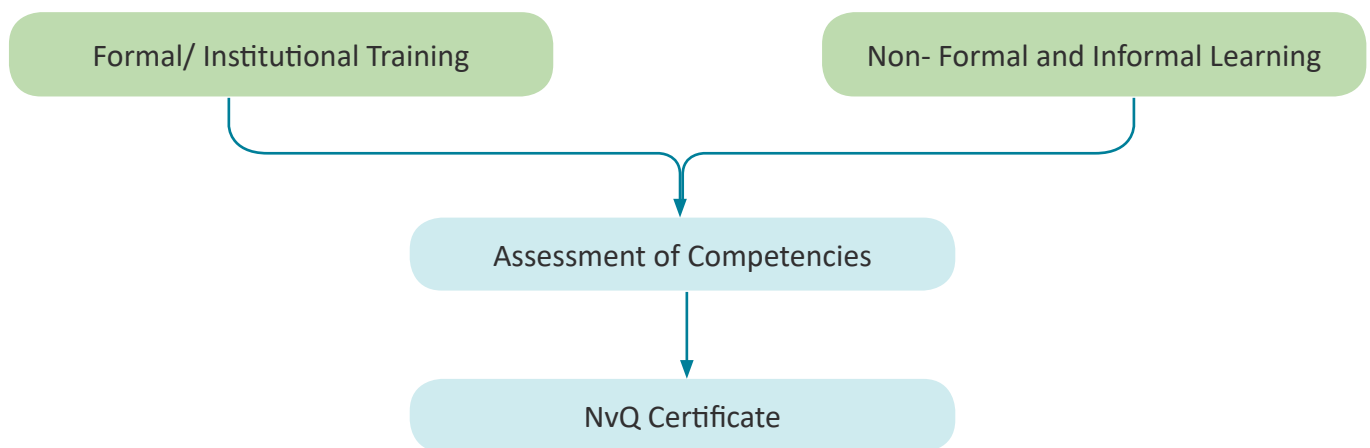 Formal/ Institutional Training
Non- Formal and Informal Learning
Assessment of Competencies
NvQ Certificate